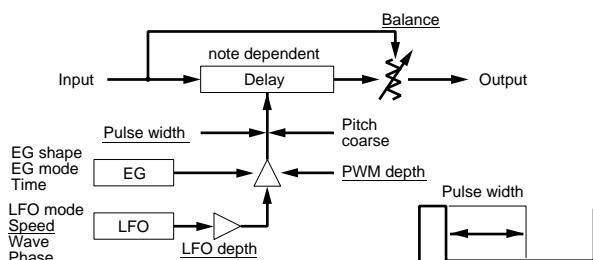 Balance
note dependent
Input
Delay
Output
Pulse width
Pitch
coarse
EG shape
EG mode
Time
EG
PWM depth
Pulse width
LFO mode
Speed
Wave
Phase
LFO
LFO depth